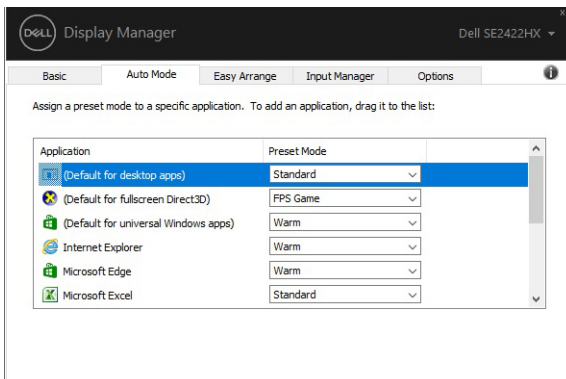 DELL Display Manager Dell SE2422HX
x
Basic Auto Mode Easy Arrange Input Manager Options
Assign a preset mode to a specific application. To add an application, drag it to the list:
Application Preset Mode
(Default for desktop apps) Standard
(Default for fullscreen Direct3D) FPS Game
(Default for universal Windows apps) Warm
Internet Explorer Warm
Microsoft Edge Warm
Microsoft Excel Standard